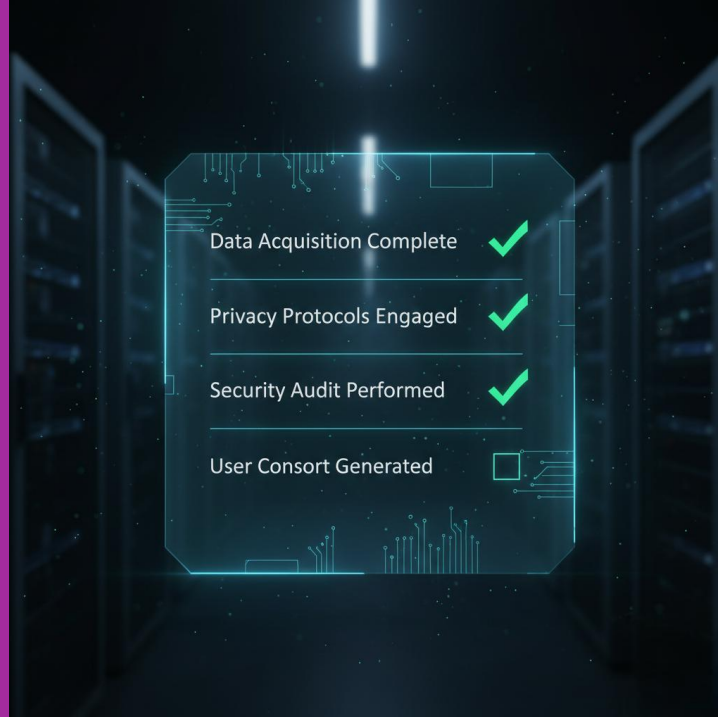 Data Acquisition Complete
Privacy Protocols Engaged
Security Audit Performed
User Consort Generated